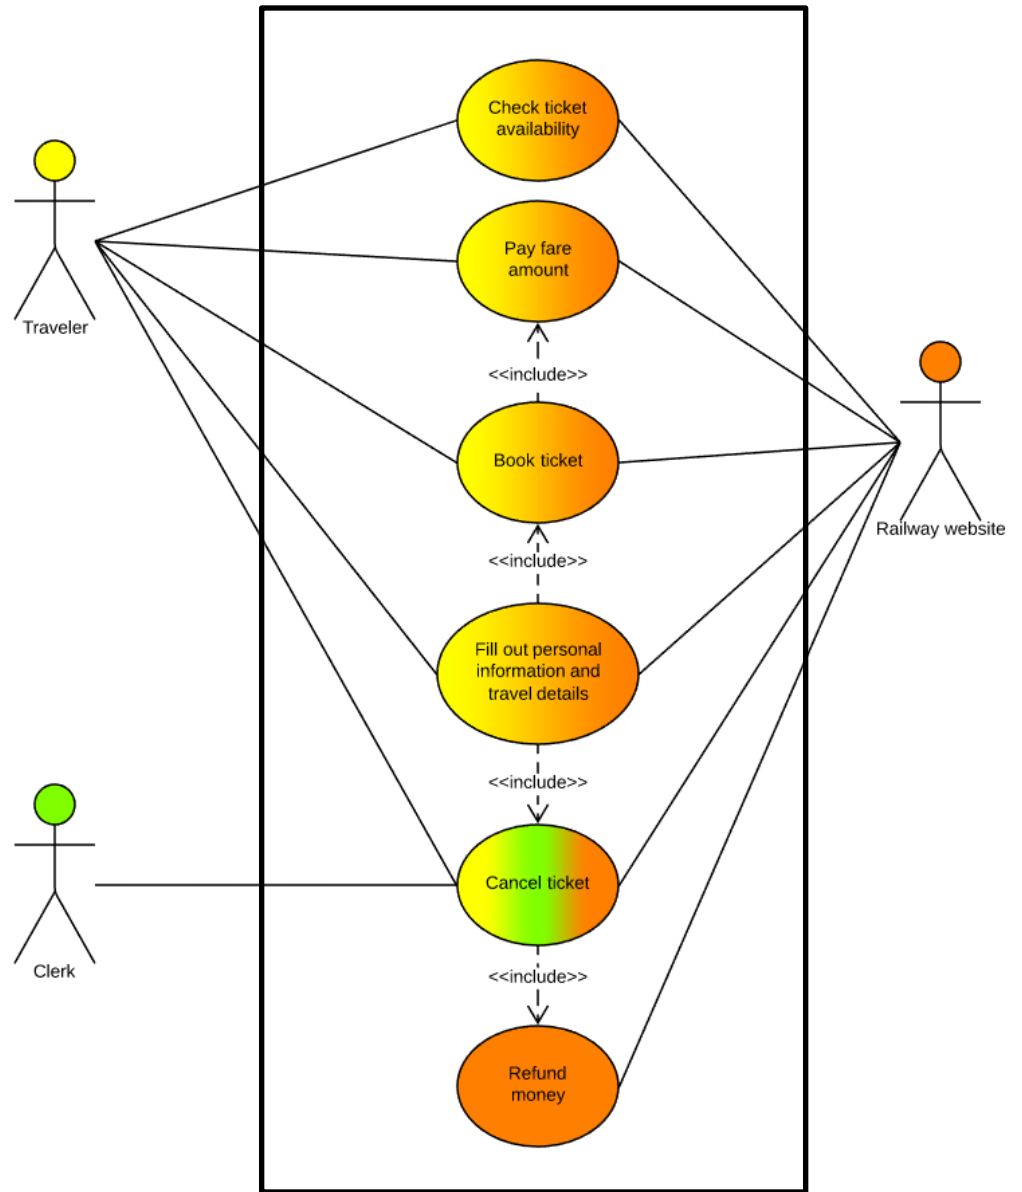 Check ticket
availability
Pay fare
amount
Traveler
<<include>>
Book ticket
Railway website
<<include>>
Fill out personal
information and
travel details
<<include>>
Cancel ticket
Clerk
<<include>>
Refund
money